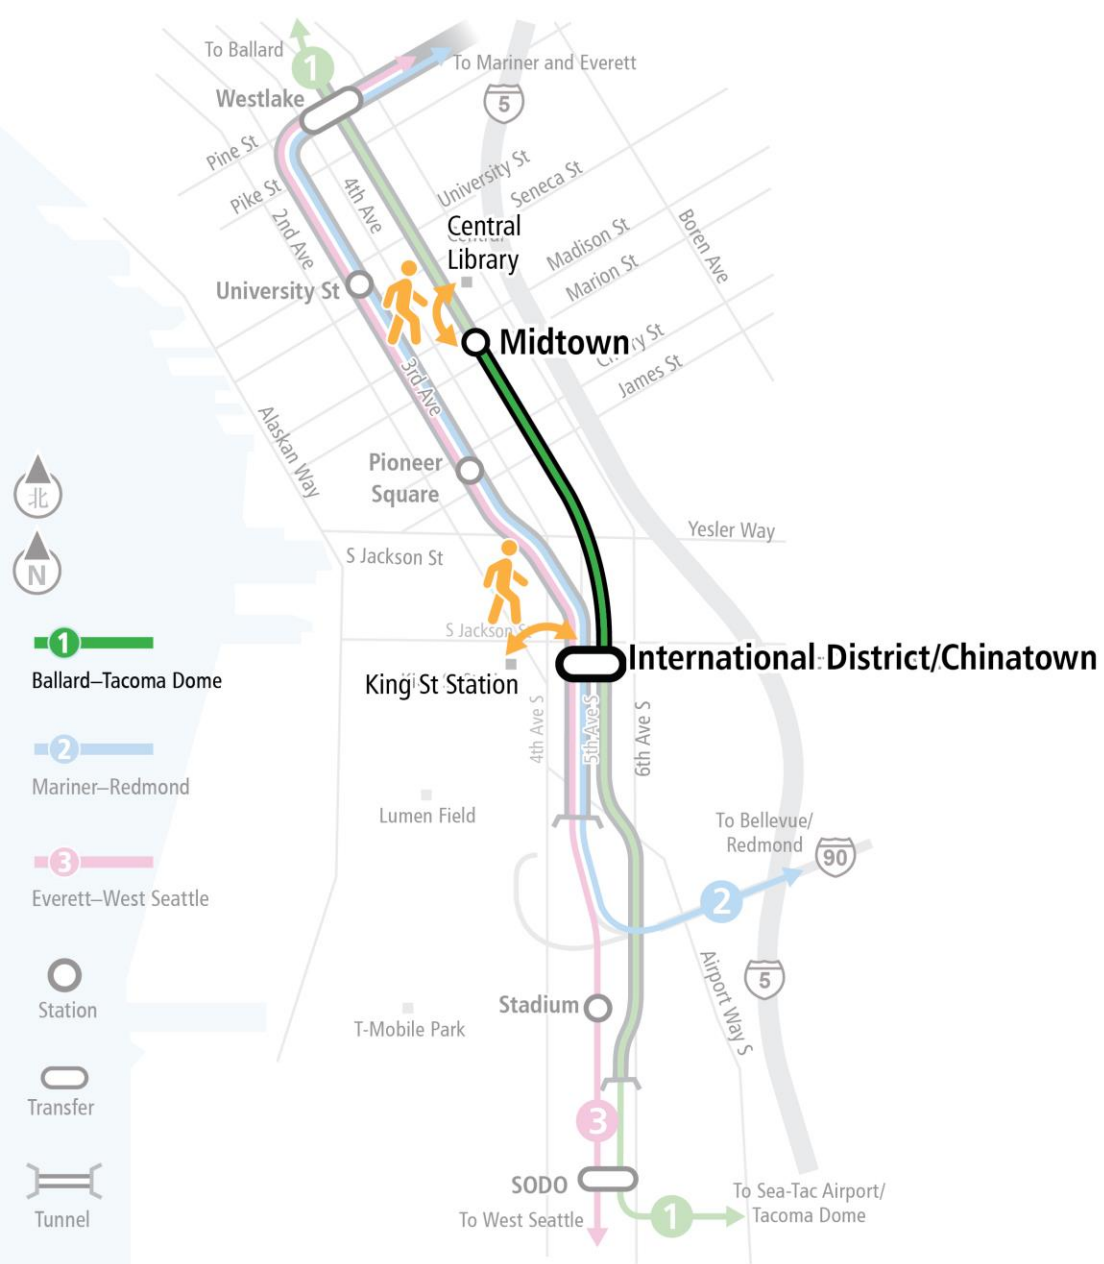 To Ballard
1
To Mariner and Everett
Westlake
5
Pine St
Pike St
University St
Seneca St
4th Ave
2nd Ave
Boren Ave
Central
Library
Madison St
Marion St
University St
Midtown
James St
3rd Ave
Alaskan Way
Pioneer
Square
北
N
Yesler Way
S Jackson St
S Jackson St
1
Ballard–Tacoma Dome
International District/Chinatown
King St Station
4th Ave S
5th Ave S
6th Ave S
2
Mariner–Redmond
Lumen Field
To Bellevue/
Redmond
90
3
Everett–West Seattle
2
Airport Way S
5
Station
Stadium
T-Mobile Park
Transfer
3
SODO
To West Seattle
1
To Sea-Tac Airport/
Tacoma Dome
Tunnel